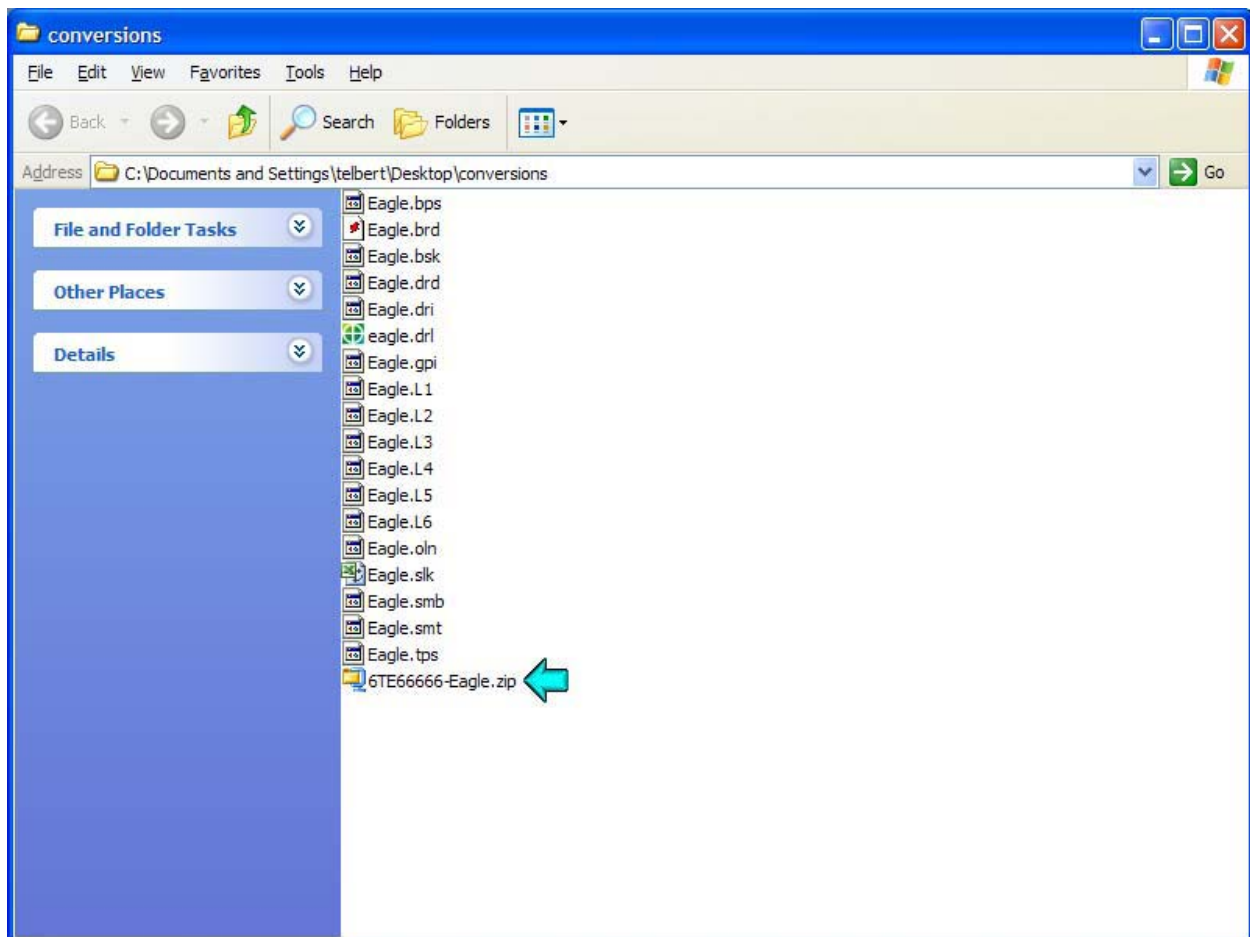 conversions
File Edit View Favorites Tools Help
Back Search Folders
Address C:\Documents and Settings\telbert\Desktop\conversions Go
File and Folder Tasks
Other Places
Details
Eagle.bps
Eagle.brd
Eagle.bsk
Eagle.drd
Eagle.dri
eagle.drl
Eagle.gpi
Eagle.L1
Eagle.L2
Eagle.L3
Eagle.L4
Eagle.L5
Eagle.L6
Eagle.oln
Eagle.slk
Eagle.smb
Eagle.smt
Eagle.tps
6TE66666-Eagle.zip